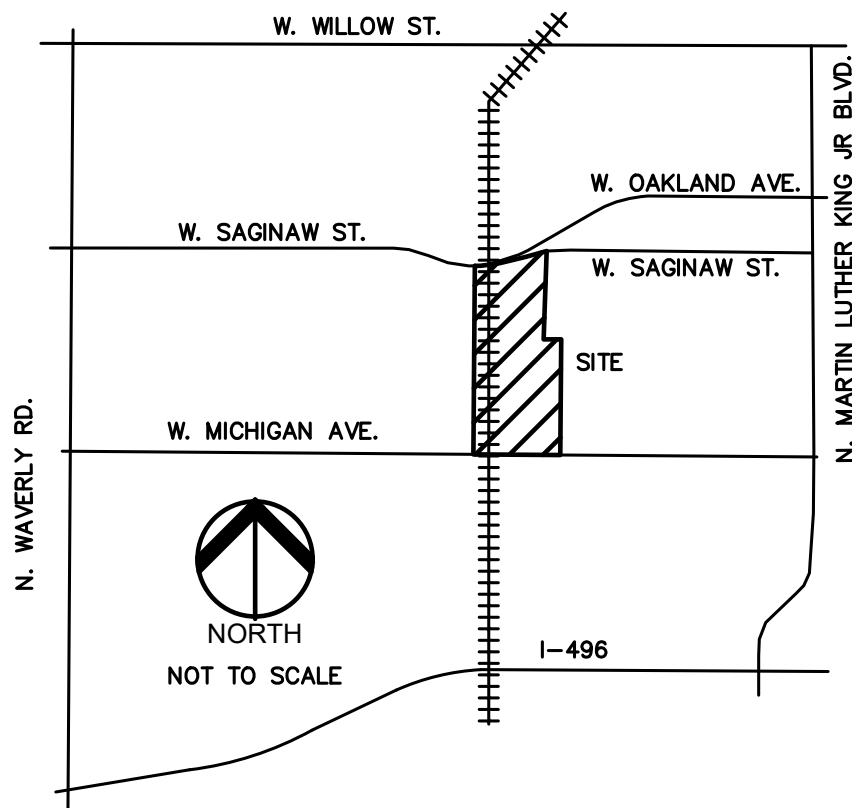 W. WILLOW ST.
W. OAKLAND AVE.
W. SAGINAW ST.
W. SAGINAW ST.
N. MARTIN LUTHER KING JR BLVD.
SITE
W. MICHIGAN AVE.
N. WAVERLY RD.
NORTH
NOT TO SCALE
I-496